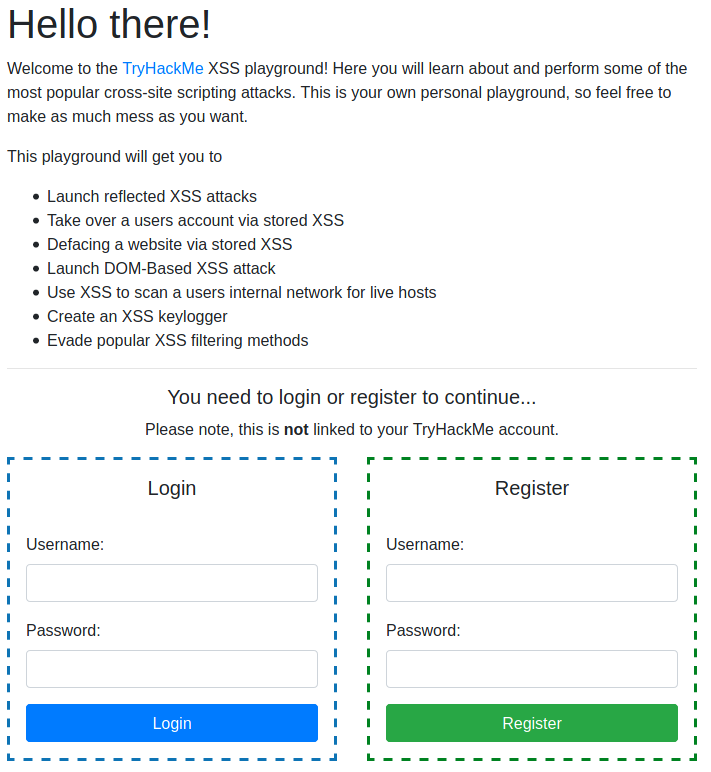 Hello there!
Welcome to the TryHackMe XSS playground! Here you will learn about and perform some of the
most popular cross-site scripting attacks. This is your own personal playground, so feel free to
make as much mess as you want.
This playground will get you to
Launch reflected XSS attacks
Take over a users account via stored XSS
Defacing a website via stored XSS
Launch DOM-Based XSS attack
Use XSS to scan a users internal network for live hosts
Create an XSS keylogger
Evade popular XSS filtering methods
You need to login or register to continue...
Please note, this is not linked to your TryHackMe account.
Login
Username:
Password:
Login
Register
Username:
Password:
Register